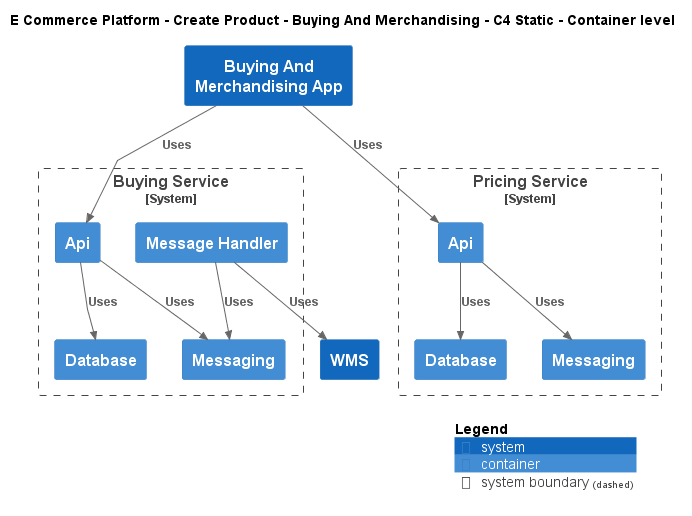 E Commerce Platform - Create Product - Buying And Merchandising - C4 Static - Container level
Buying And
Merchandising App
Uses
Uses
Buying Service
[System]
Pricing Service
[System]
Api
Message Handler
Api
Uses
Uses
Uses
Uses
Uses
Uses
Database
Messaging
WMS
Database
Messaging
Legend
system
container
system boundary (dashed)